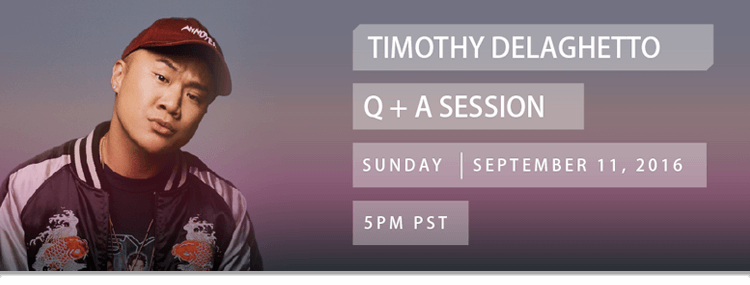 TIMOTHY DELAGHETTO
Q + A SESSION
SUNDAY | SEPTEMBER 11, 2016
5PM PST